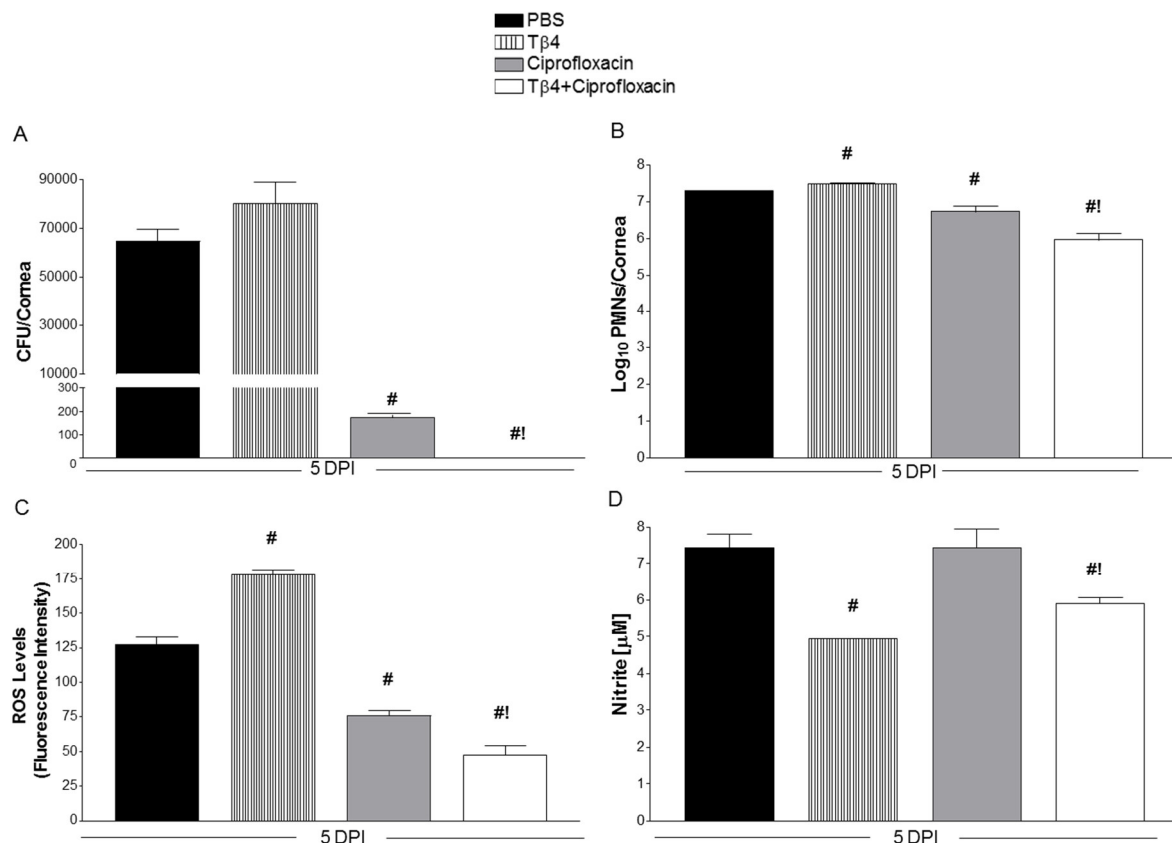 PBS
Tβ4
Ciprofloxacin
Tβ4+Ciprofloxacin
A
CFU/Cornea
90000
70000
50000
30000
10000
300
200
100
0
#
#!
5 DPI
B
Log10 PMNs/Cornea
8
7
6
5
4
3
2
1
0
#
#
#!
5 DPI
C
ROS Levels
(Fluorescence Intensity)
200
175
150
125
100
75
50
25
0
#
#
#!
5 DPI
D
Nitrite [µM]
8
7
6
5
4
3
2
1
0
#
#!
5 DPI